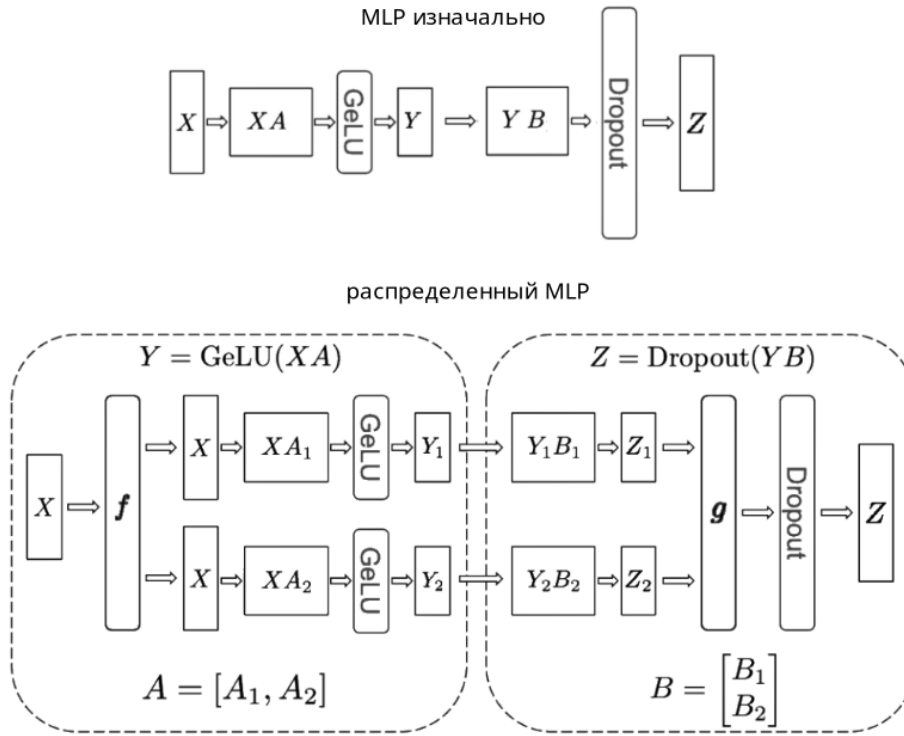 MLP изначально
X XA GeLU Y Y B Dropout Z
распределенный MLP
Y = GeLU(XA)
Z = Dropout(Y B)
X f X XA₁ GeLU Y₁ Y₁B₁ Z₁ g Dropout Z
X XA₂ GeLU Y₂ Y₂B₂ Z₂
A = [A₁, A₂]
B = [B₁
B₂]